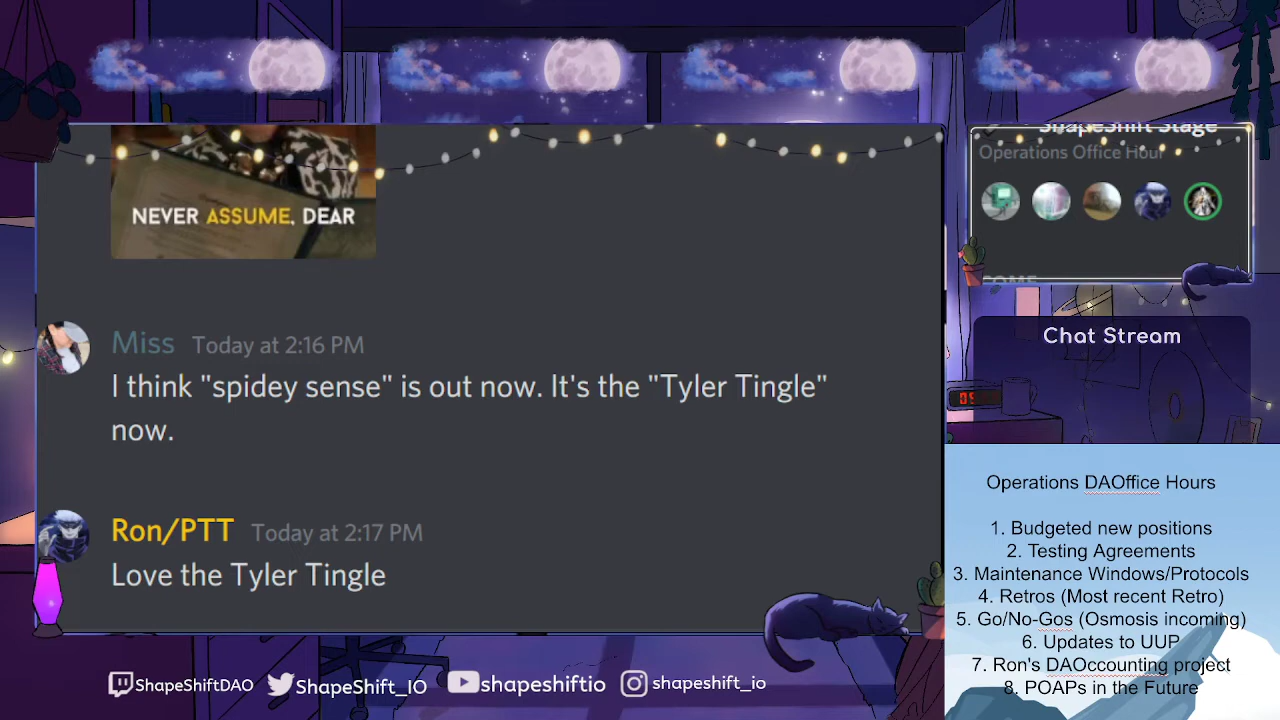 NEVER ASSUME, DEAR
Miss Today at 2:16 PM
I think "spidey sense" is out now. It's the "Tyler Tingle"
now.
Ron/PTT Today at 2:17 PM
Love the Tyler Tingle
ShapeShift Stage
Operations Office Hour
Chat Stream
Operations DAOffice Hours
1. Budgeted new positions
2. Testing Agreements
3. Maintenance Windows/Protocols
4. Retros (Most recent Retro)
5. Go/No-Gos (Osmosis incoming)
6. Updates to UUP
7. Ron's DAOccounting project
8. POAPs in the Future
ShapeShiftDAO ShapeShift_IO shapeshiftio shapeshift_io